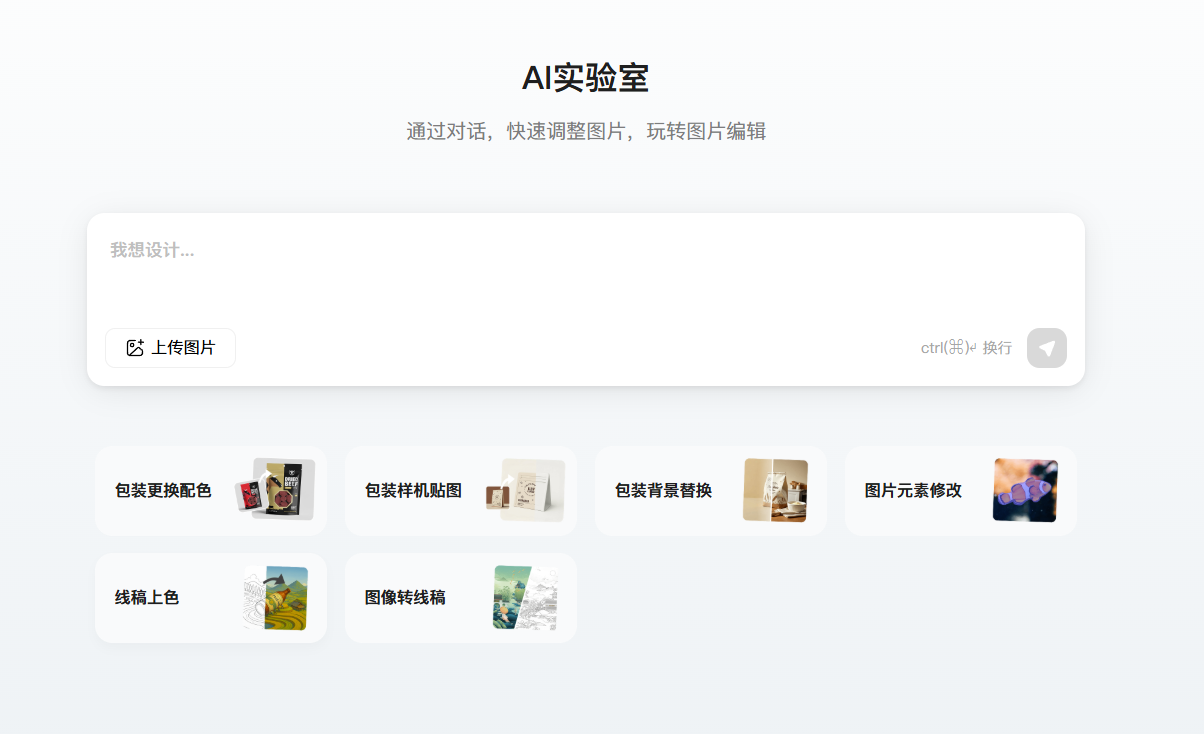 AI实验室
通过对话，快速调整图片，玩转图片编辑
我想设计...
上传图片
ctrl(⌘)↵ 换行
包装更换配色
包装样机贴图
包装背景替换
图片元素修改
线稿上色
图像转线稿